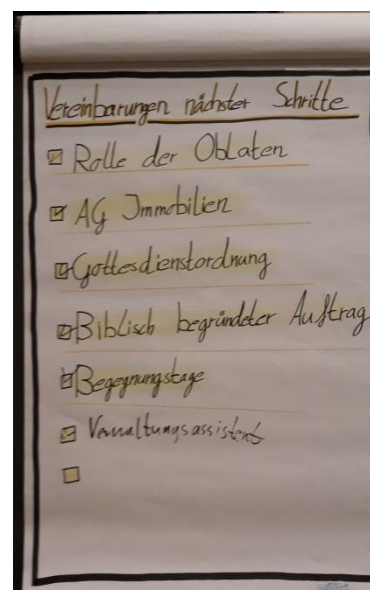 Vereinbarungen nächster Schritte
Rolle der Oblaten
AG Immobilien
Gottesdienstordnung
Biblisch begründeter Auftrag
Begegnungstage
Verwaltungsassistent